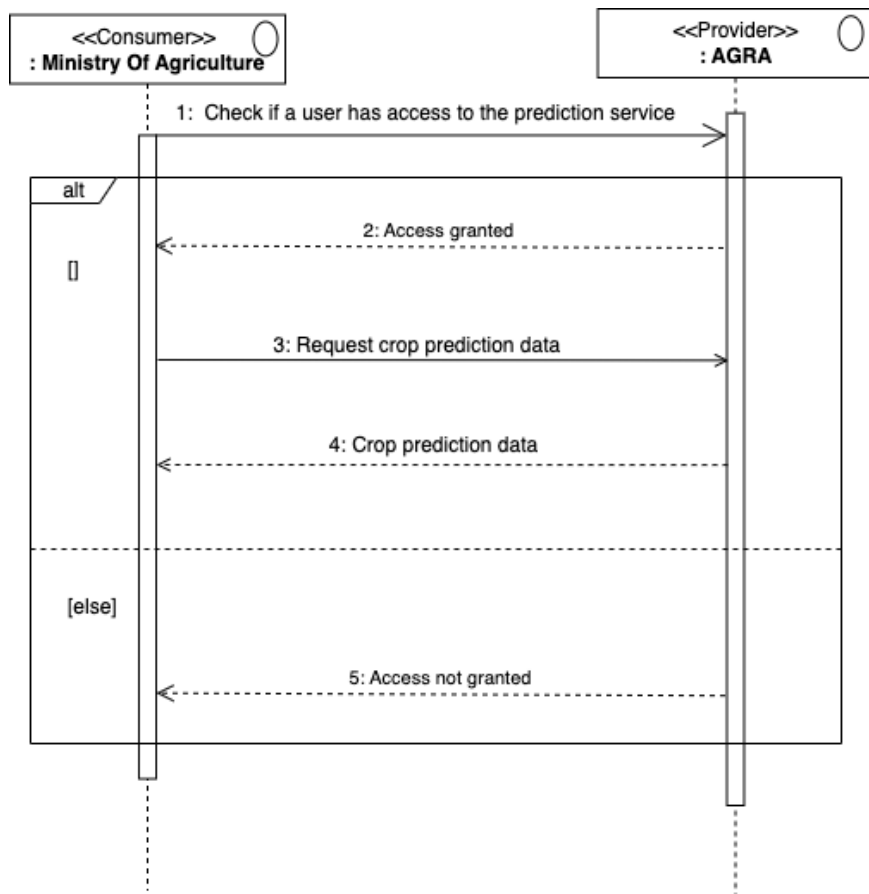 <<Consumer>>
: Ministry Of Agriculture
<<Provider>>
: AGRA
1: Check if a user has access to the prediction service
alt
2: Access granted
[]
3: Request crop prediction data
4: Crop prediction data
[else]
5: Access not granted